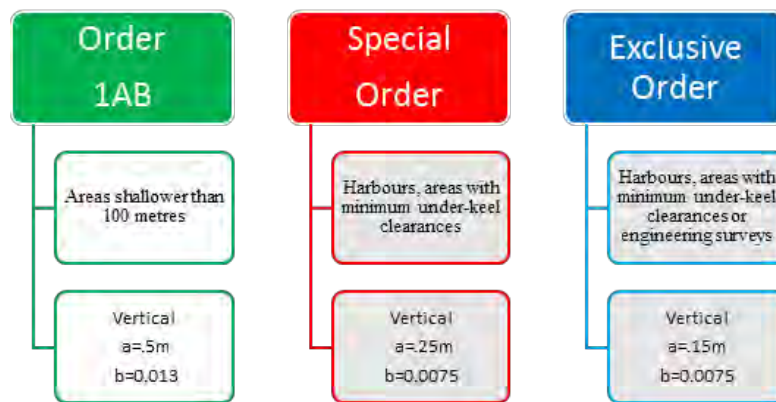 Order
1AB
Areas shallower than
100 metres
Vertical
a=.5m
b=0.013
Special
Order
Harbours, areas with
minimum under-keel
clearances
Vertical
a=.25m
b=0.0075
Exclusive
Order
Harbours, areas with
minimum under-keel
clearances or
engineering surveys
Vertical
a=.15m
b=0.0075